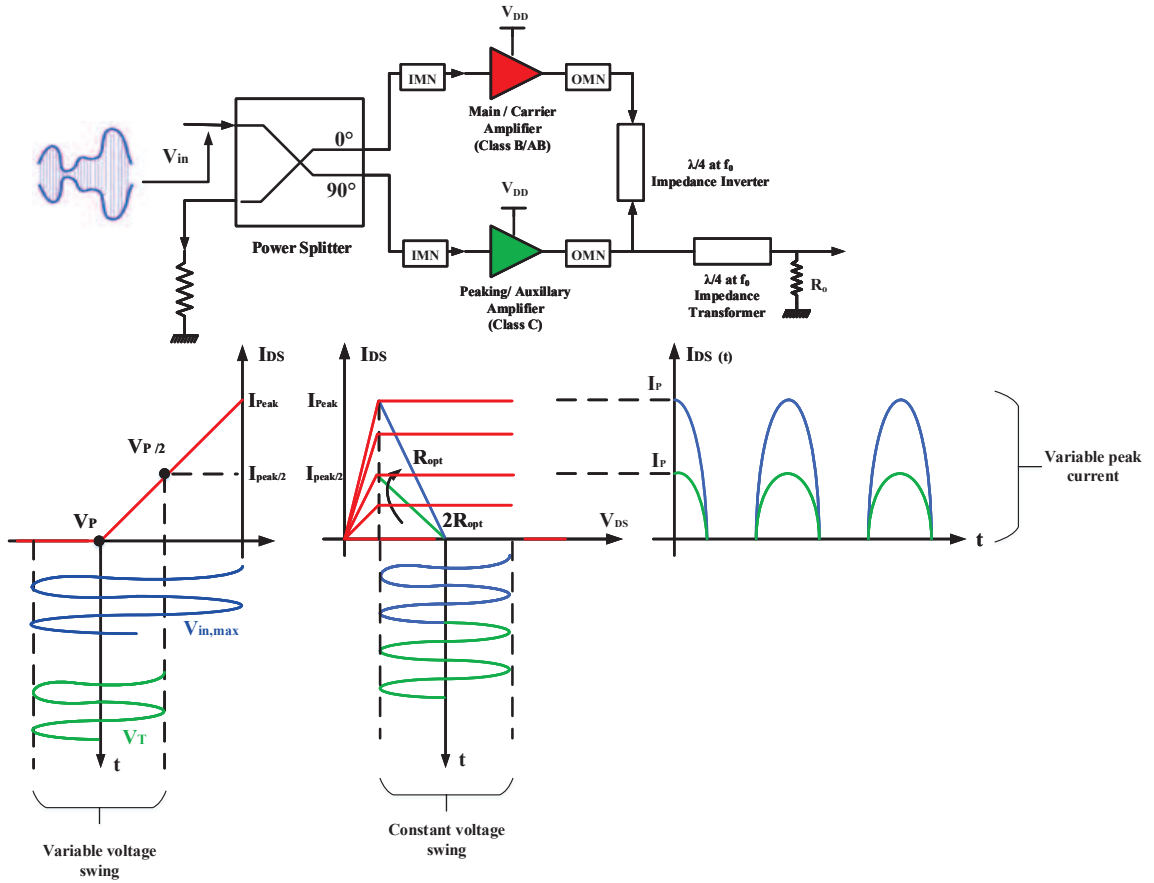 VDD
IMN
OMN
Main / Carrier
Amplifier
(Class B/AB)
Vin
0°
90°
Power Splitter
λ/4 at f0
Impedance Inverter
VDD
IMN
OMN
Peaking/ Auxillary
Amplifier
(Class C)
λ/4 at f0
Impedance
Transformer
Ro
IDS
IPeak
VP /2
Ipeak/2
VP
Vin,max
VT
t
Variable voltage
swing
IDS
IPeak
Ipeak/2
Ropt
2Ropt
VDS
t
Constant voltage
swing
IDS (t)
IP
IP
t
Variable peak
current